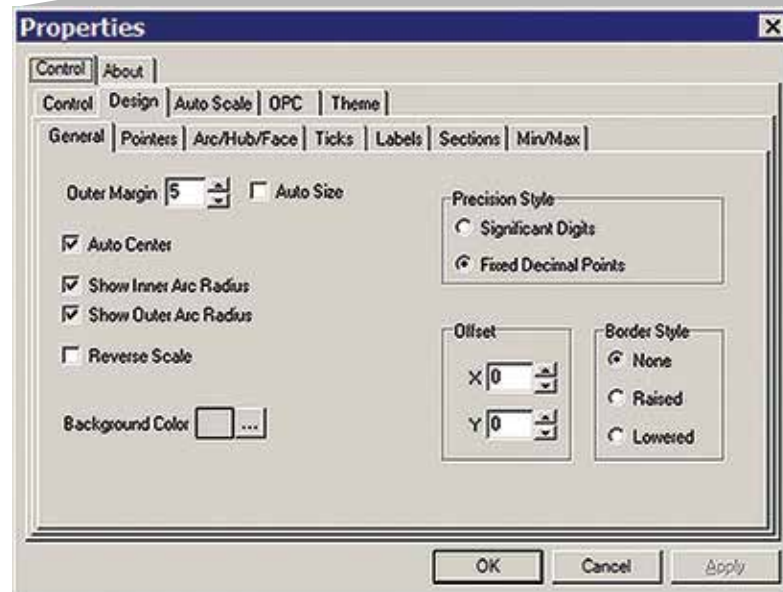 Properties
Control About
Control Design Auto Scale OPC Theme
General Pointers Arc/Hub/Face Ticks Labels Sections Min/Max
Outer Margin 5 Auto Size
Auto Center
Show Inner Arc Radius
Show Outer Arc Radius
Reverse Scale
Background Color ...
Precision Style
Significant Digits
Fixed Decimal Points
Offset
X 0
Y 0
Border Style
None
Raised
Lowered
OK Cancel Apply